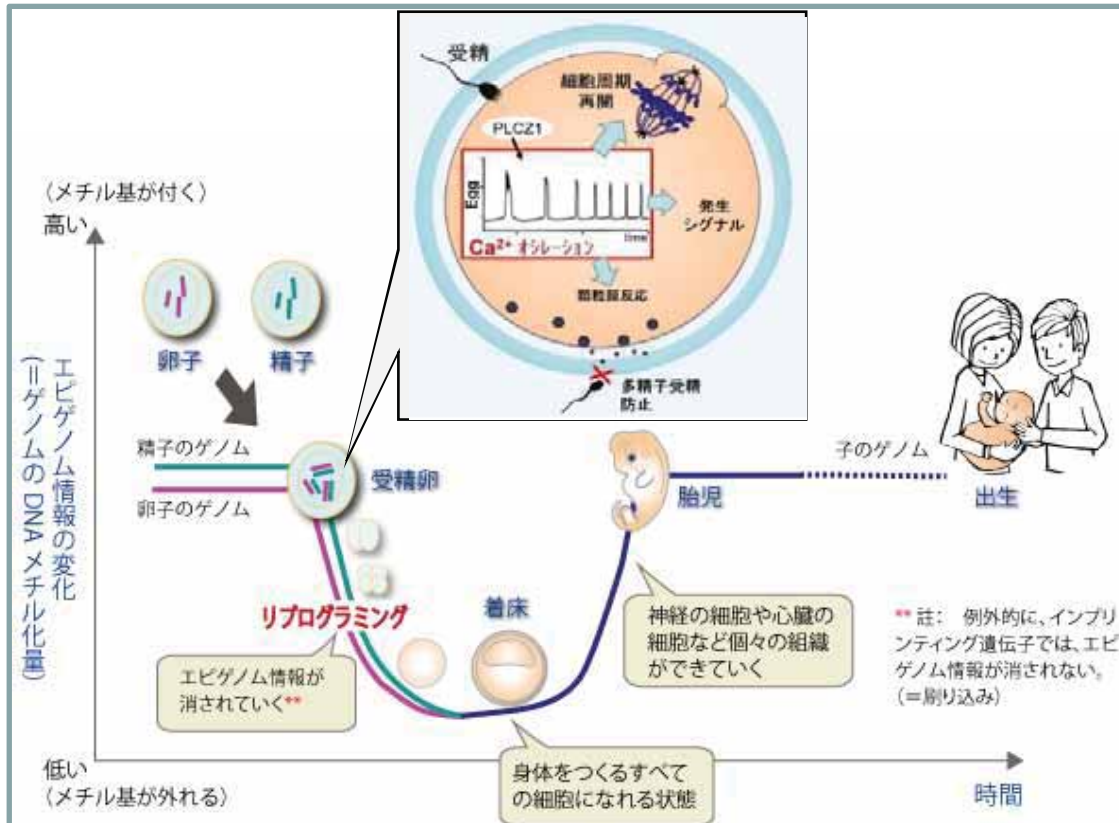 受精
細胞周期
再開
PLCZ1
Egg
time
Ca²⁺ オシレーション
発生
シグナル
顆粒膜反応
多精子受精
防止
(メチル基が付く)
高い
エピゲノム情報の変化
(=ゲノムの DNA メチル化量)
卵子
精子
精子のゲノム
卵子のゲノム
受精卵
リプログラミング
エピゲノム情報が
消されていく**
着床
身体をつくるすべて
の細胞になれる状態
神経の細胞や心臓の
細胞など個々の組織
ができていく
胎児
子のゲノム
出生
** 註: 例外的に、インプリ
ンティング遺伝子では、エピ
ゲノム情報が消されない。
(=刷り込み)
低い
(メチル基が外れる)
時間